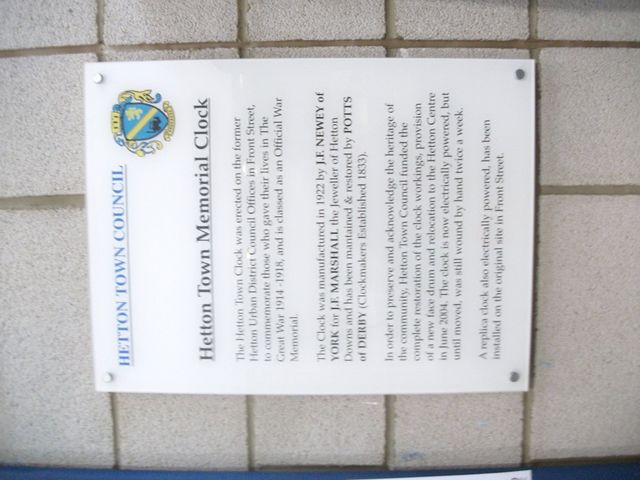 HETTON TOWN COUNCIL
Hetton Town Memorial Clock
The Hetton Town Clock was erected on the former
Hetton Urban District Council Offices in Front Street,
to commemorate those who gave their lives in The
Great War 1914 -1918, and is classed as an Official War
Memorial.
The Clock was manufactured in 1922 by J.F. NEWEY of
YORK for J.F. MARSHALL the Jeweller of Hetton
Downs and has been mantained & restored by POTTS
of DERBY (Clockmakers Established 1833).
In order to preserve and acknowledge the heritage of
the community, Hetton Town Council funded the
complete restoration of the clock workings, provision
of a new face drum and relocation to the Hetton Centre
in June 2004. The clock is now electrically powered, but
until moved, was still wound by hand twice a week.
A replica clock also electrically powered, has been
installed on the original site in Front Street.